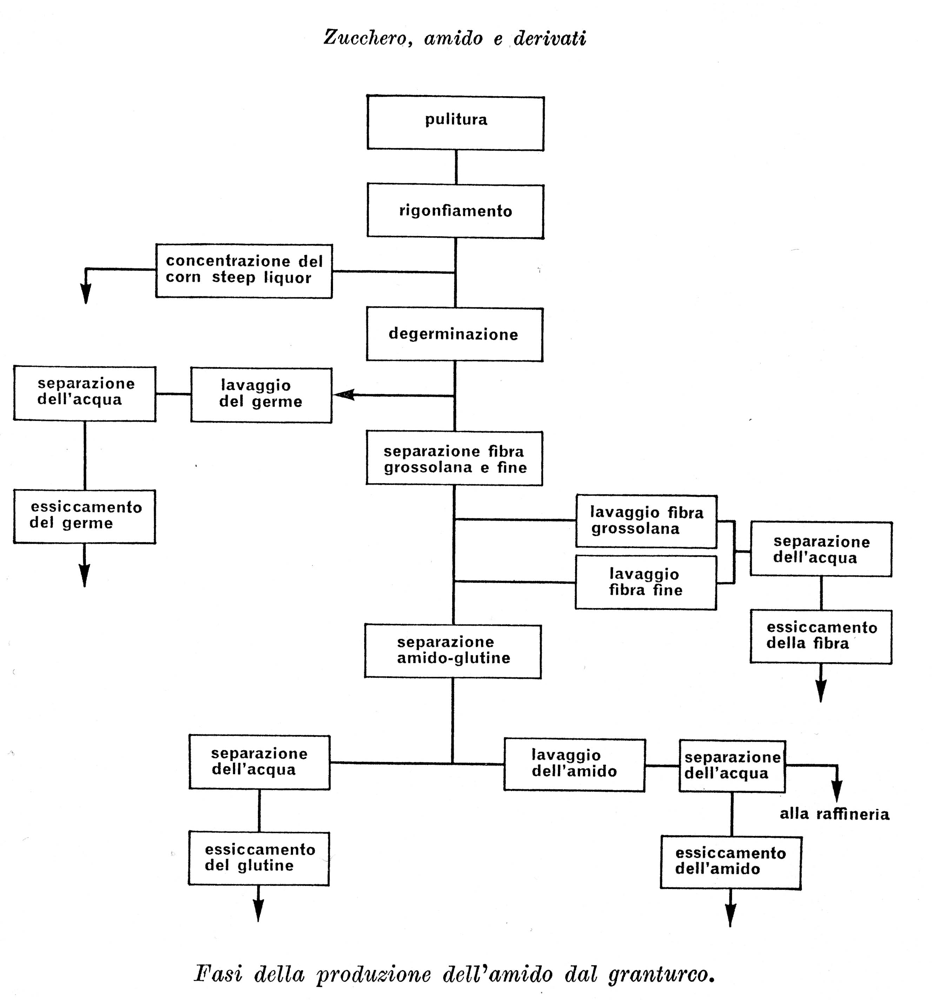 Zucchero, amido e derivati
pulitura
rigonfiamento
concentrazione del
corn steep liquor
degerminazione
separazione
dell'acqua
lavaggio
del germe
separazione fibra
grossolana e fine
essiccamento
del germe
lavaggio fibra
grossolana
separazione
dell'acqua
lavaggio
fibra fine
essiccamento
della fibra
separazione
amido-glutine
separazione
dell'acqua
lavaggio
dell'amido
separazione
dell'acqua
alla raffineria
essiccamento
del glutine
essiccamento
dell'amido
Fasi della produzione dell'amido dal granturco.